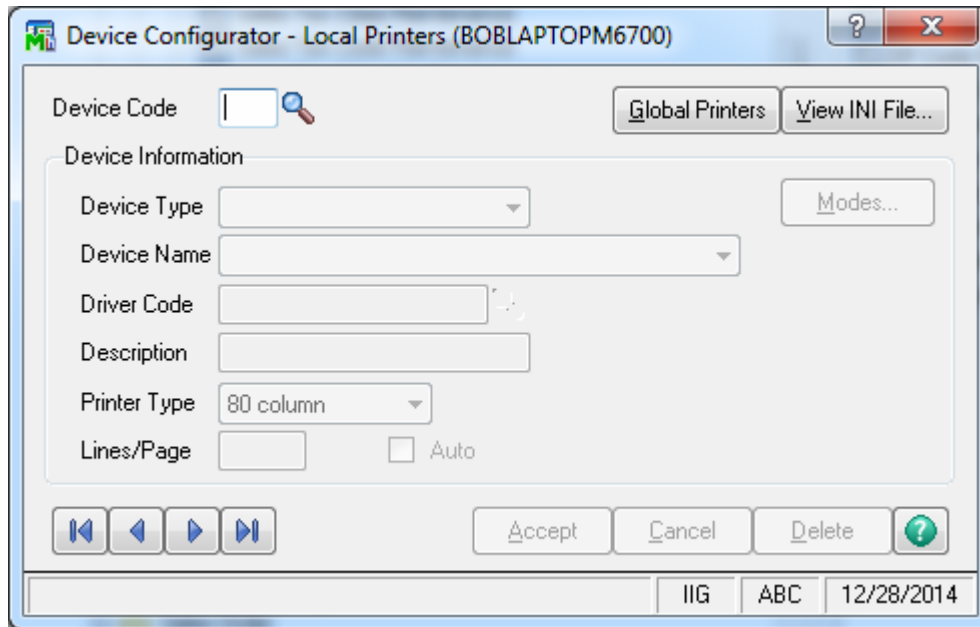 Device Configurator - Local Printers (BOBLAPTOPM6700)
Device Code Global Printers View INI File...
Device Information
Device Type Modes...
Device Name
Driver Code
Description
Printer Type 80 column
Lines/Page Auto
Accept Cancel Delete
IIG ABC 12/28/2014